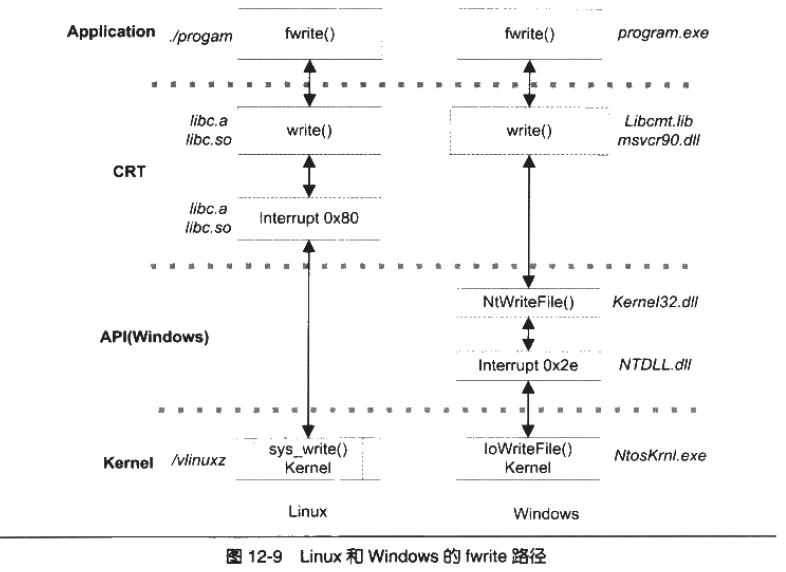 Application ./progam fwrite() fwrite() program.exe
libc.a
libc.so
write() write()
Libcmt.lib
msvcr90.dll
CRT
libc.a
libc.so
Interrupt 0x80
NtWriteFile() Kernel32.dll
API(Windows)
Interrupt 0x2e NTDLL.dll
Kernel /vlinuxz
sys_write()
Kernel
IoWriteFile()
Kernel
NtosKrnl.exe
Linux Windows
图 12-9 Linux 和 Windows 的 fwrite 路径